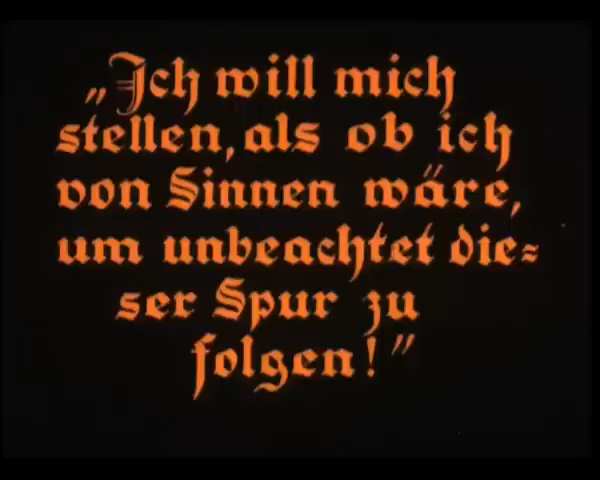 „Ich will mich
stellen, als ob ich
von Sinnen wäre,
um unbeachtet die=
ser Spur zu
folgen!"